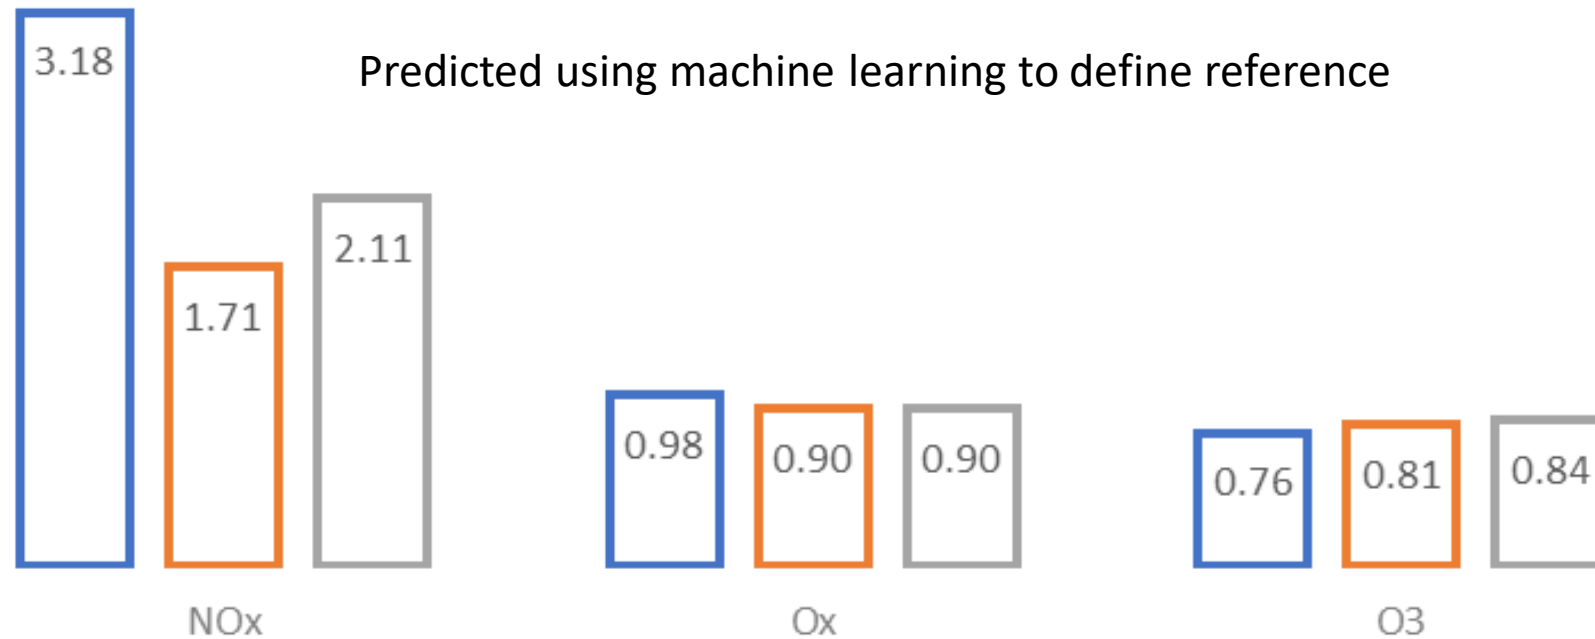 3.18
Predicted using machine learning to define reference
2.11
1.71
0.98
0.90
0.90
0.76
0.81
0.84
NOx
Ox
O3